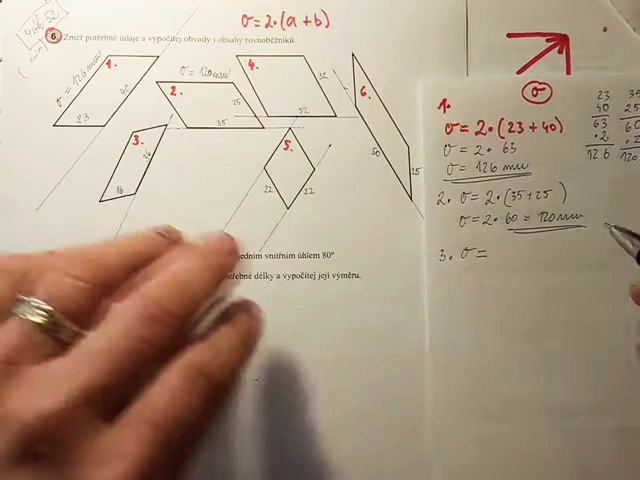 o = 2·(a + b)
6. Změř potřebné údaje a vypočítej obvody i obsahy rovnoběžníků.
1.
o = 126 mm
40
23
o = 120 mm
2.
25
35
4.
32
52
6.
50
25
3.
16
5.
22
22
o
1.
o = 2·(23 + 40)
o = 2·63
o = 126 mm
2. o = 2·(35+25)
o = 2·60 = 120 mm
3. o =
23
40
63
·2
126
35
25
60
·2
120
edním vnitřním úhlem 80°
třebné délky a vypočítej její výměru.